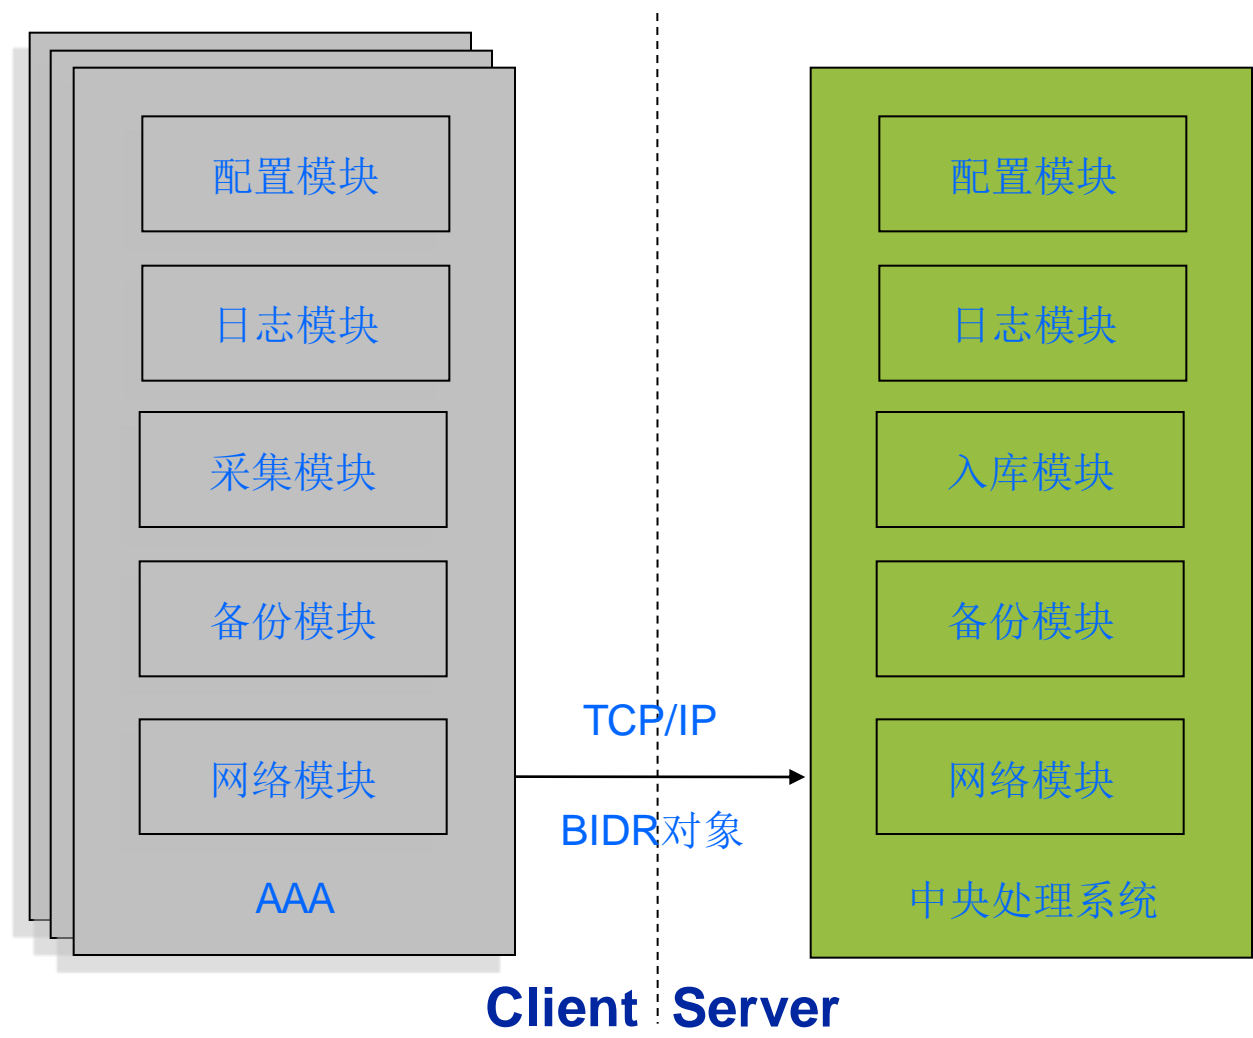 配置模块
日志模块
采集模块
备份模块
网络模块
AAA
TCP/IP
BIDR对象
配置模块
日志模块
入库模块
备份模块
网络模块
中央处理系统
Client
Server